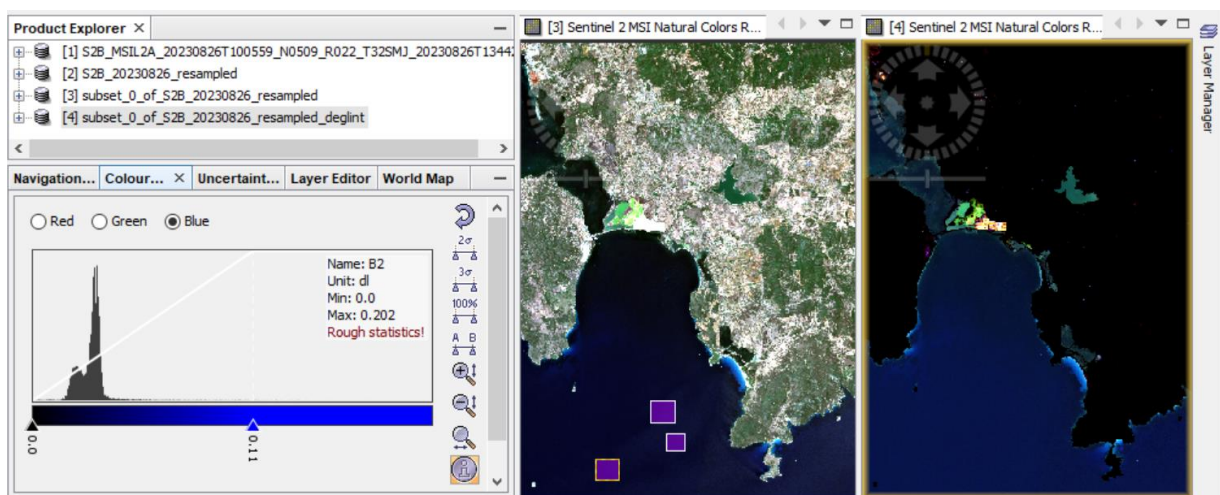 Product Explorer ×
[1] S2B_MSIL2A_20230826T100559_N0509_R022_T32SMJ_20230826T1344
[2] S2B_20230826_resampled
[3] subset_0_of_S2B_20230826_resampled
[4] subset_0_of_S2B_20230826_resampled_deglint
Navigation... Colour... × Uncertaint... Layer Editor World Map
Red Green Blue
Name: B2
Unit: dl
Min: 0.0
Max: 0.202
Rough statistics!
0.0
0.11
2σ
3σ
100%
A B
[3] Sentinel 2 MSI Natural Colors R...
[4] Sentinel 2 MSI Natural Colors R...
Layer Manager